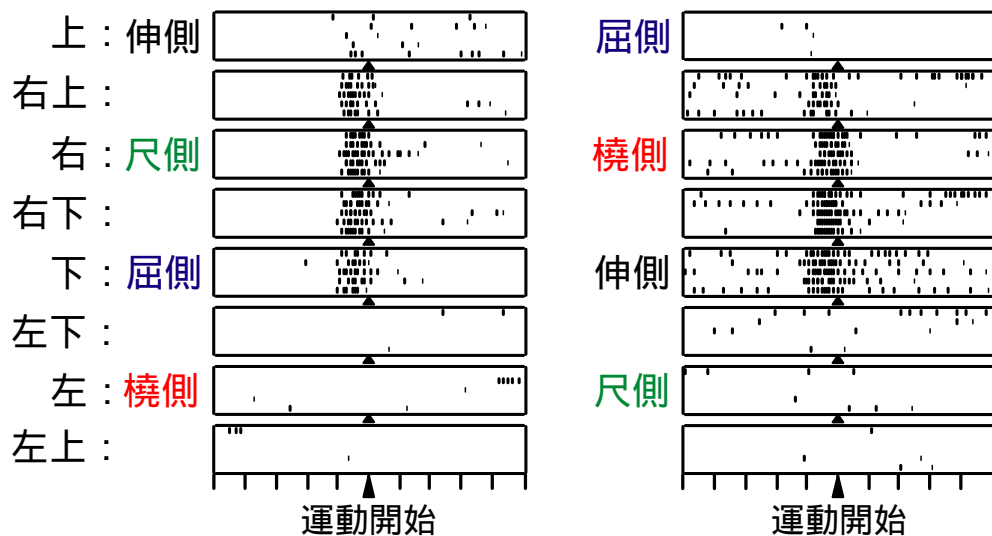 上：伸側 屈側
右上：
右：尺側 橈側
右下：
下：屈側 伸側
左下：
左：橈側 尺側
左上：
運動開始 運動開始